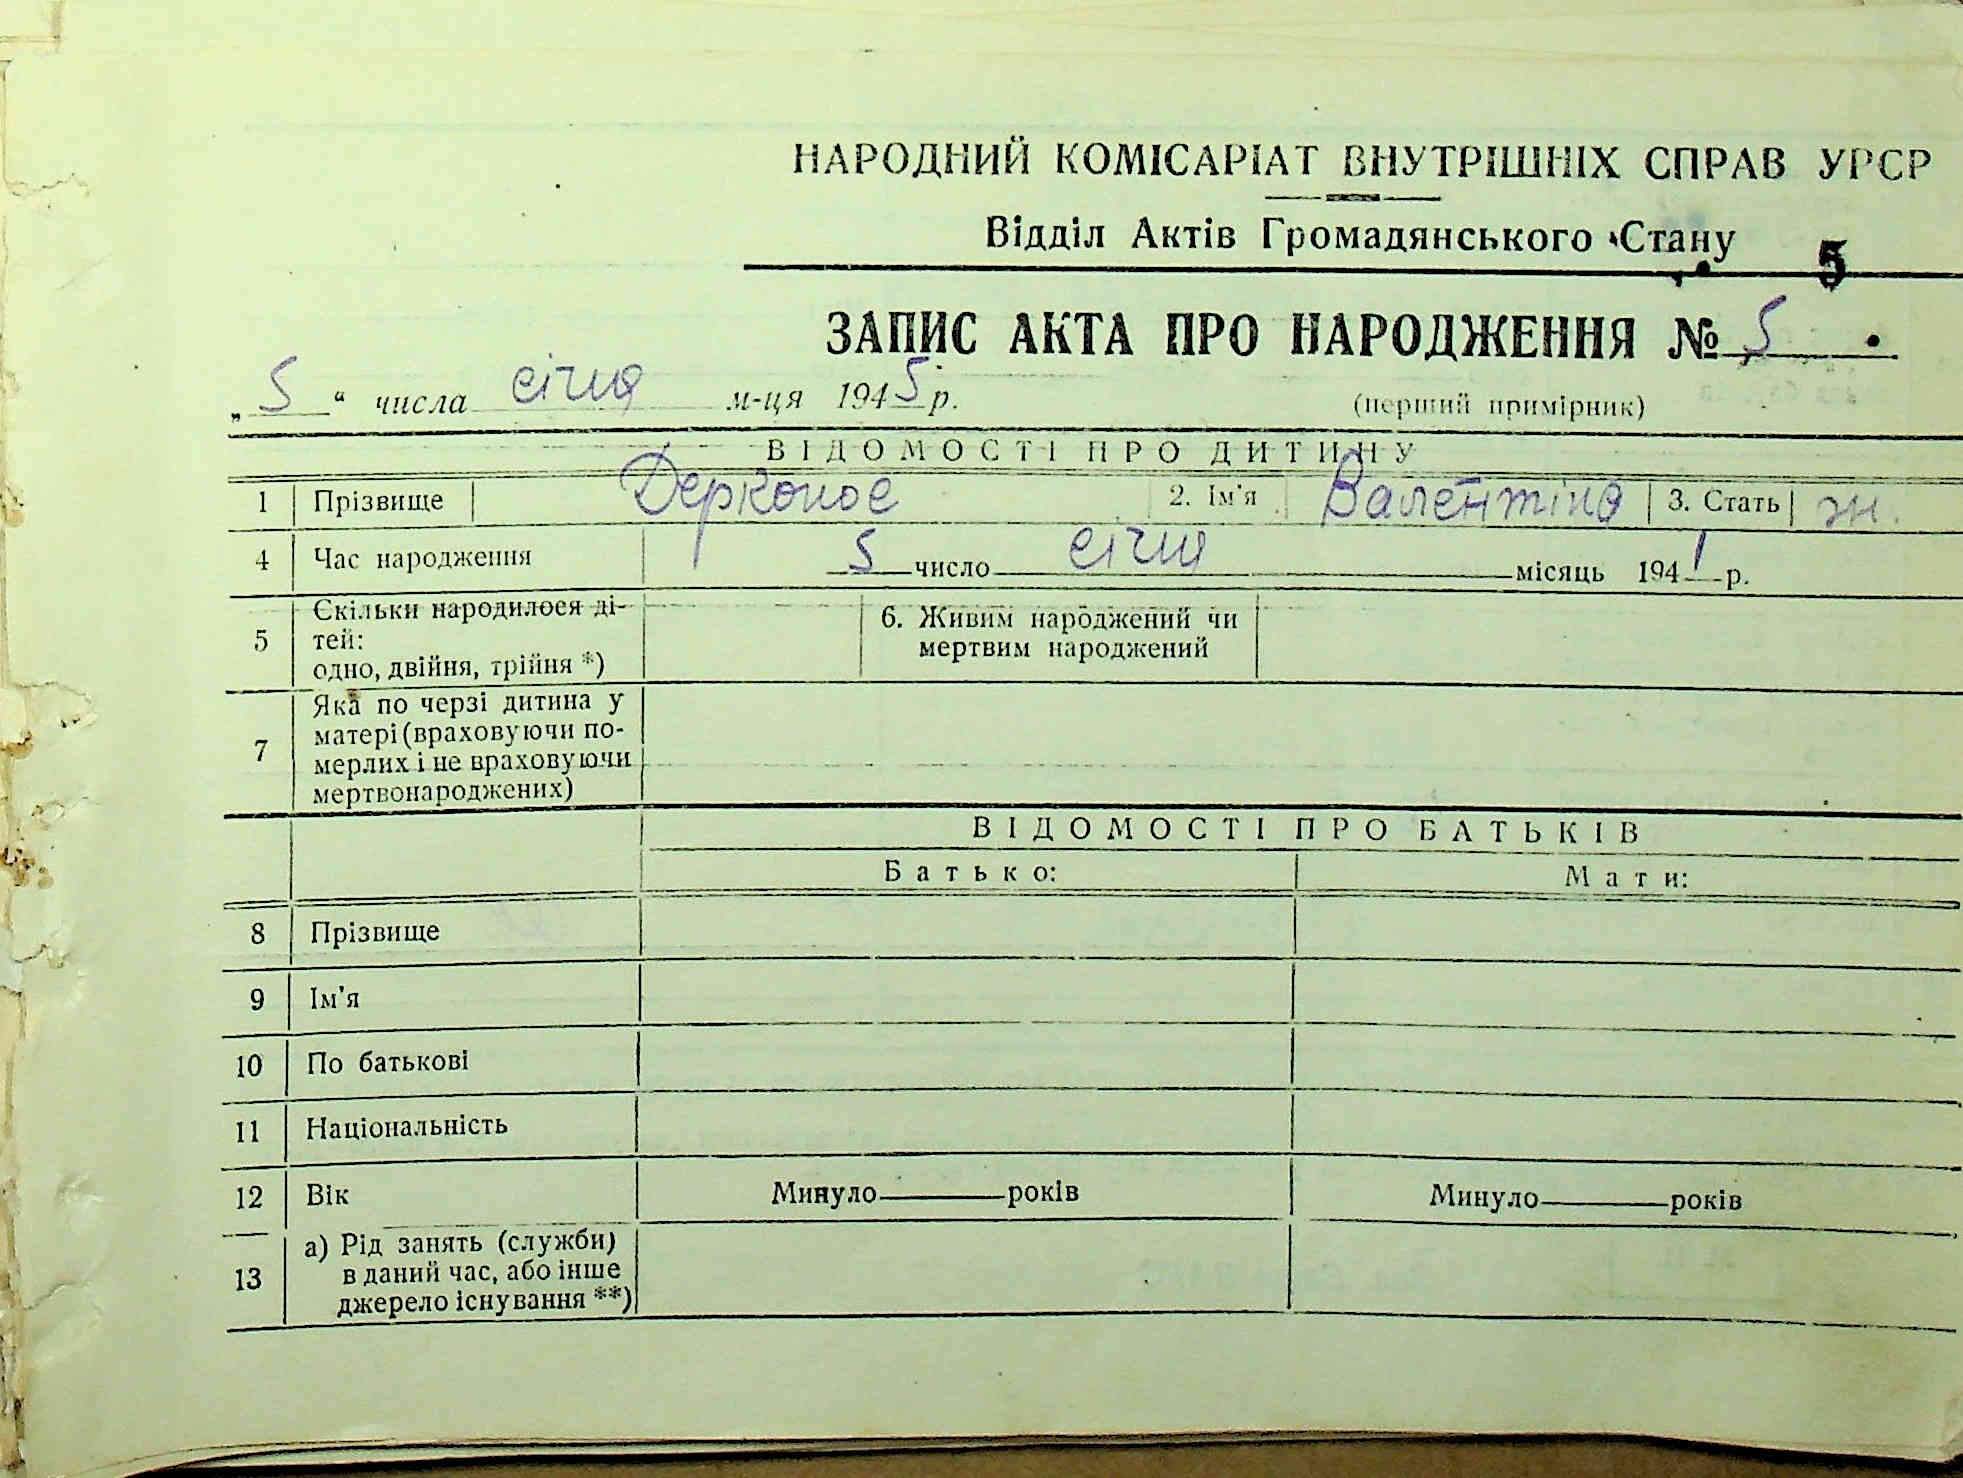 НАРОДНИЙ КОМІСАРІАТ ВНУТРІШНІХ СПРАВ УРСР
Відділ Актів Громадянського Стану
5
ЗАПИС АКТА ПРО НАРОДЖЕННЯ № 5
„5“ числа січня м-ця 1945 р. (перший примірник)
ВІДОМОСТІ ПРО ДИТИНУ
1 Прізвище 2. Ім'я Валентіна 3. Стать ж.
4 Час народження 5 число січня місяць 1941 р.
5 Скільки народилося ді-
тей:
одно, двійня, трійня *)
6. Живим народжений чи
мертвим народжений
7 Яка по черзі дитина у
матері (враховуючи по-
мерлих і не враховуючи
мертвонароджених)
ВІДОМОСТІ ПРО БАТЬКІВ
Батько: Мати:
8 Прізвище
9 Ім'я
10 По батькові
11 Національність
12 Вік Минуло років Минуло років
13 а) Рід занять (служби)
в даний час, або інше
джерело існування **)